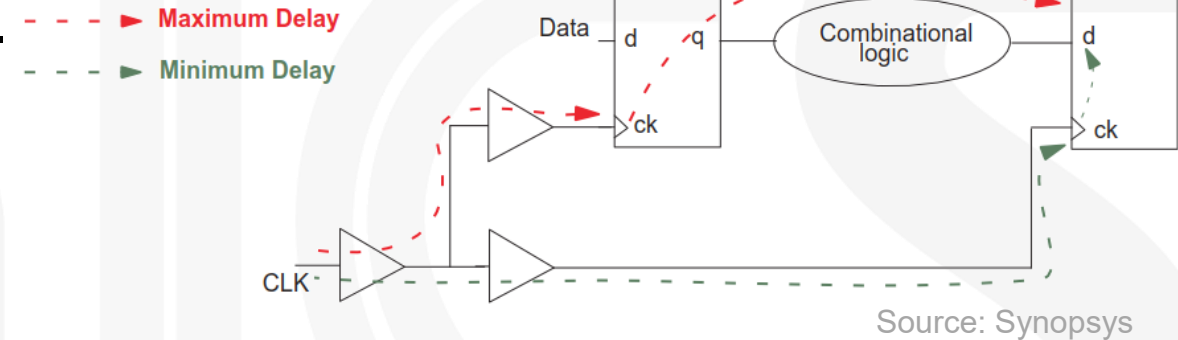 Maximum Delay
Minimum Delay
Data
d
q
Combinational
logic
d
ck
ck
CLK
Source: Synopsys